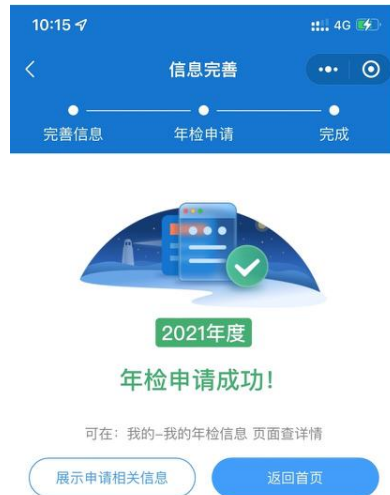 10:15 4G
信息完善
完善信息 年检申请 完成
2021年度
年检申请成功!
可在：我的-我的年检信息 页面查详情
展示申请相关信息 返回首页